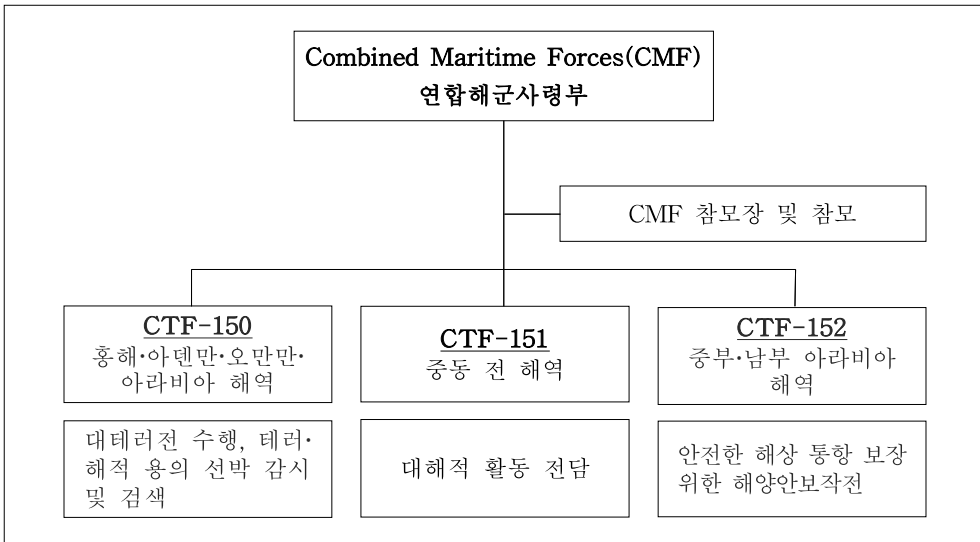 Combined Maritime Forces(CMF)
연합해군사령부
CMF 참모장 및 참모
CTF-150
홍해·아덴만·오만만·
아라비아 해역
CTF-151
중동 전 해역
CTF-152
중부·남부 아라비아
해역
대테러전 수행, 테러·
해적 용의 선박 감시
및 검색
대해적 활동 전담
안전한 해상 통항 보장
위한 해양안보작전